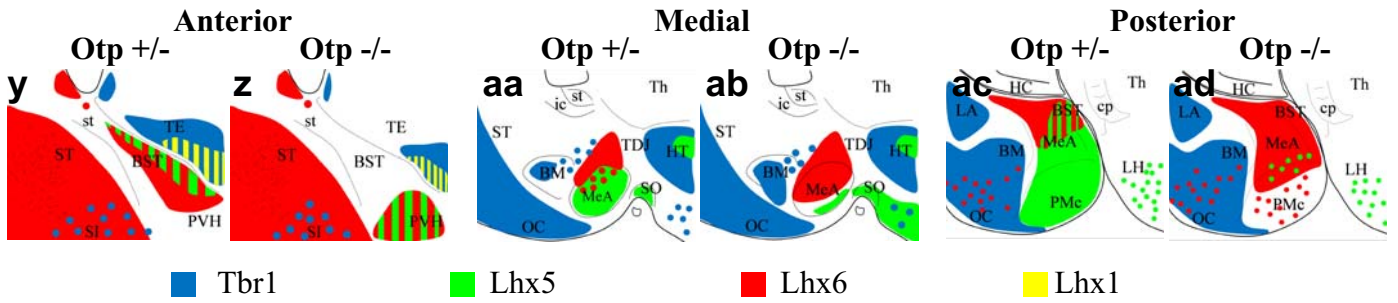 Anterior Medial Posterior
Otp +/- Otp -/- Otp +/- Otp -/- Otp +/- Otp -/-
y z aa ab ac ad
st TE ST BST PVH SI
st TE ST BST PVH SI
st ic Th ST TDJ HT BM MeA SO OC
st ic Th ST TDJ HT BM MeA SO OC
HC Th BST cp LA MeA BM LH OC PMc
HC Th BST cp LA MeA BM LH OC PMc
Tbr1 Lhx5 Lhx6 Lhx1